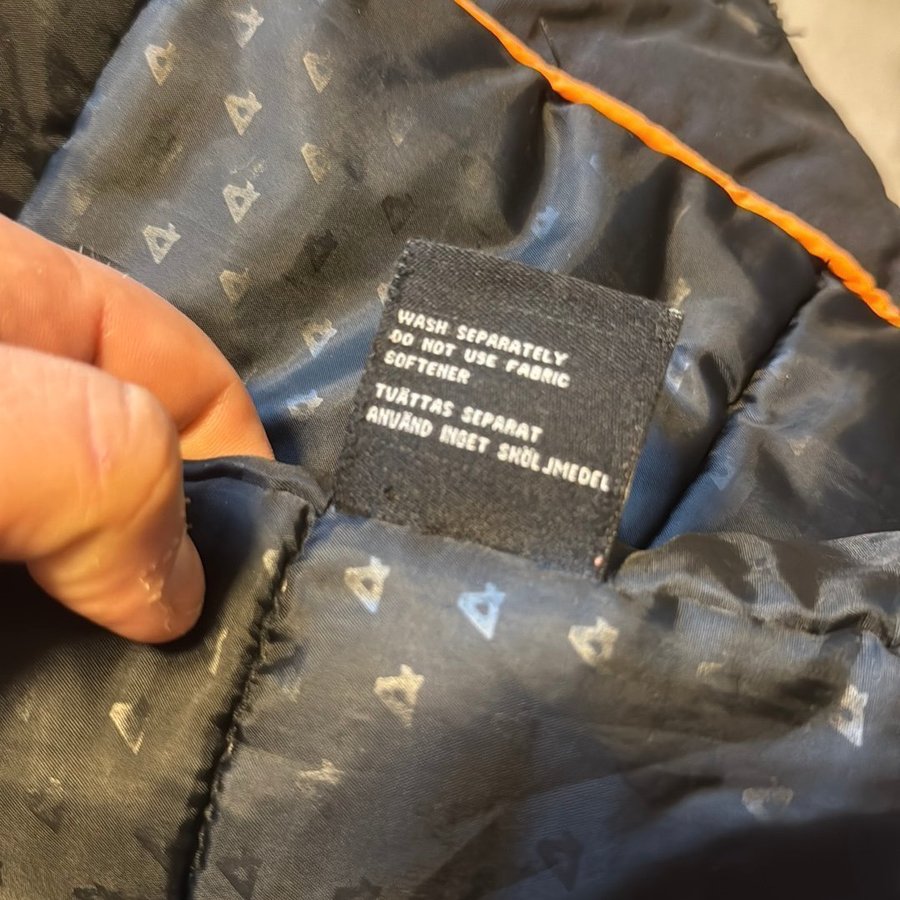 WASH SEPARATELY
DO NOT USE FABRIC
SOFTENER
TVÄTTAS SEPARAT
ANVÄND INGET SKÖLJMEDEL